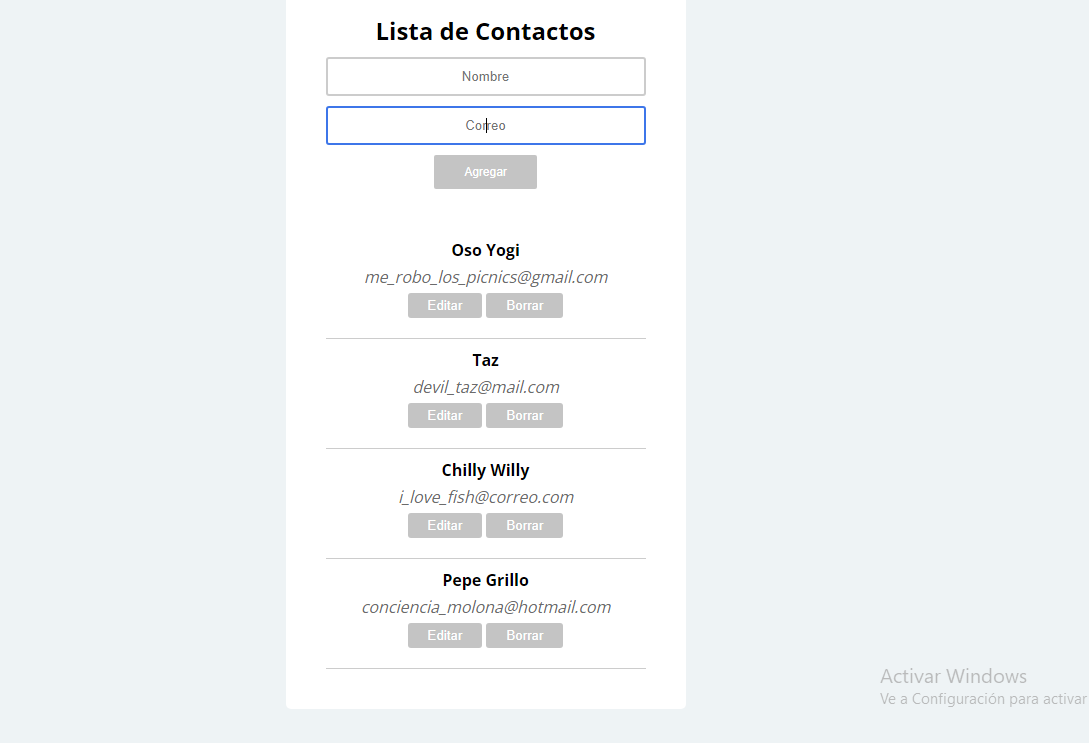 Lista de Contactos
Nombre
Correo
Agregar
Oso Yogi
me_robo_los_picnics@gmail.com
Editar Borrar
Taz
devil_taz@mail.com
Editar Borrar
Chilly Willy
i_love_fish@correo.com
Editar Borrar
Pepe Grillo
conciencia_molona@hotmail.com
Editar Borrar
Activar Windows
Ve a Configuración para activar